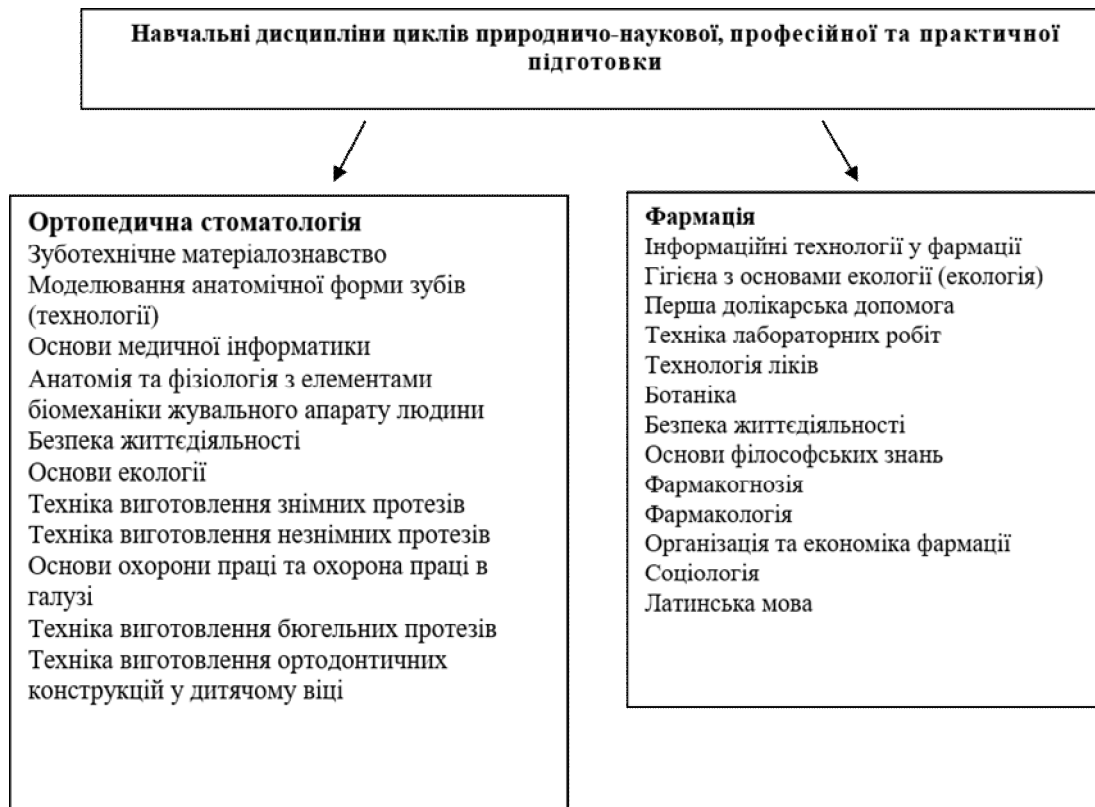 Навчальні дисципліни циклів природничо-наукової, професійної та практичної
підготовки
Ортопедична стоматологія
Зуботехнічне матеріалознавство
Моделювання анатомічної форми зубів
(технології)
Основи медичної інформатики
Анатомія та фізіологія з елементами
біомеханіки жувального апарату людини
Безпека життєдіяльності
Основи екології
Техніка виготовлення знімних протезів
Техніка виготовлення незнімних протезів
Основи охорони праці та охорона праці в
галузі
Техніка виготовлення бюгельних протезів
Техніка виготовлення ортодонтичних
конструкцій у дитячому віці
Фармація
Інформаційні технології у фармації
Гігієна з основами екології (екологія)
Перша долікарська допомога
Техніка лабораторних робіт
Технологія ліків
Ботаніка
Безпека життєдіяльності
Основи філософських знань
Фармакогнозія
Фармакологія
Організація та економіка фармації
Соціологія
Латинська мова